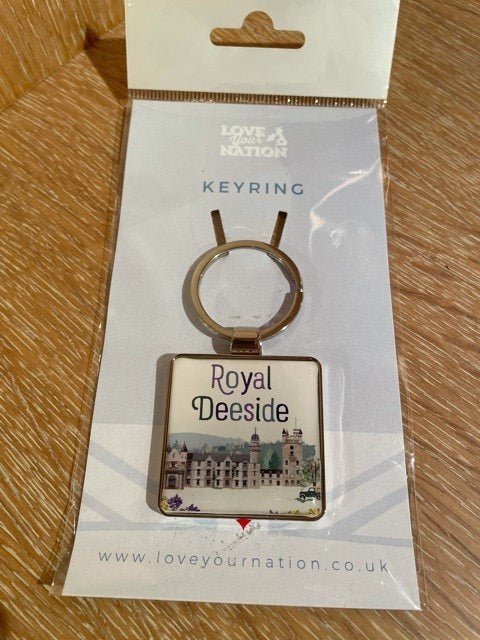 LOVE
Your
NATION
KEYRING
Royal
Deeside
www.loveyournation.co.uk